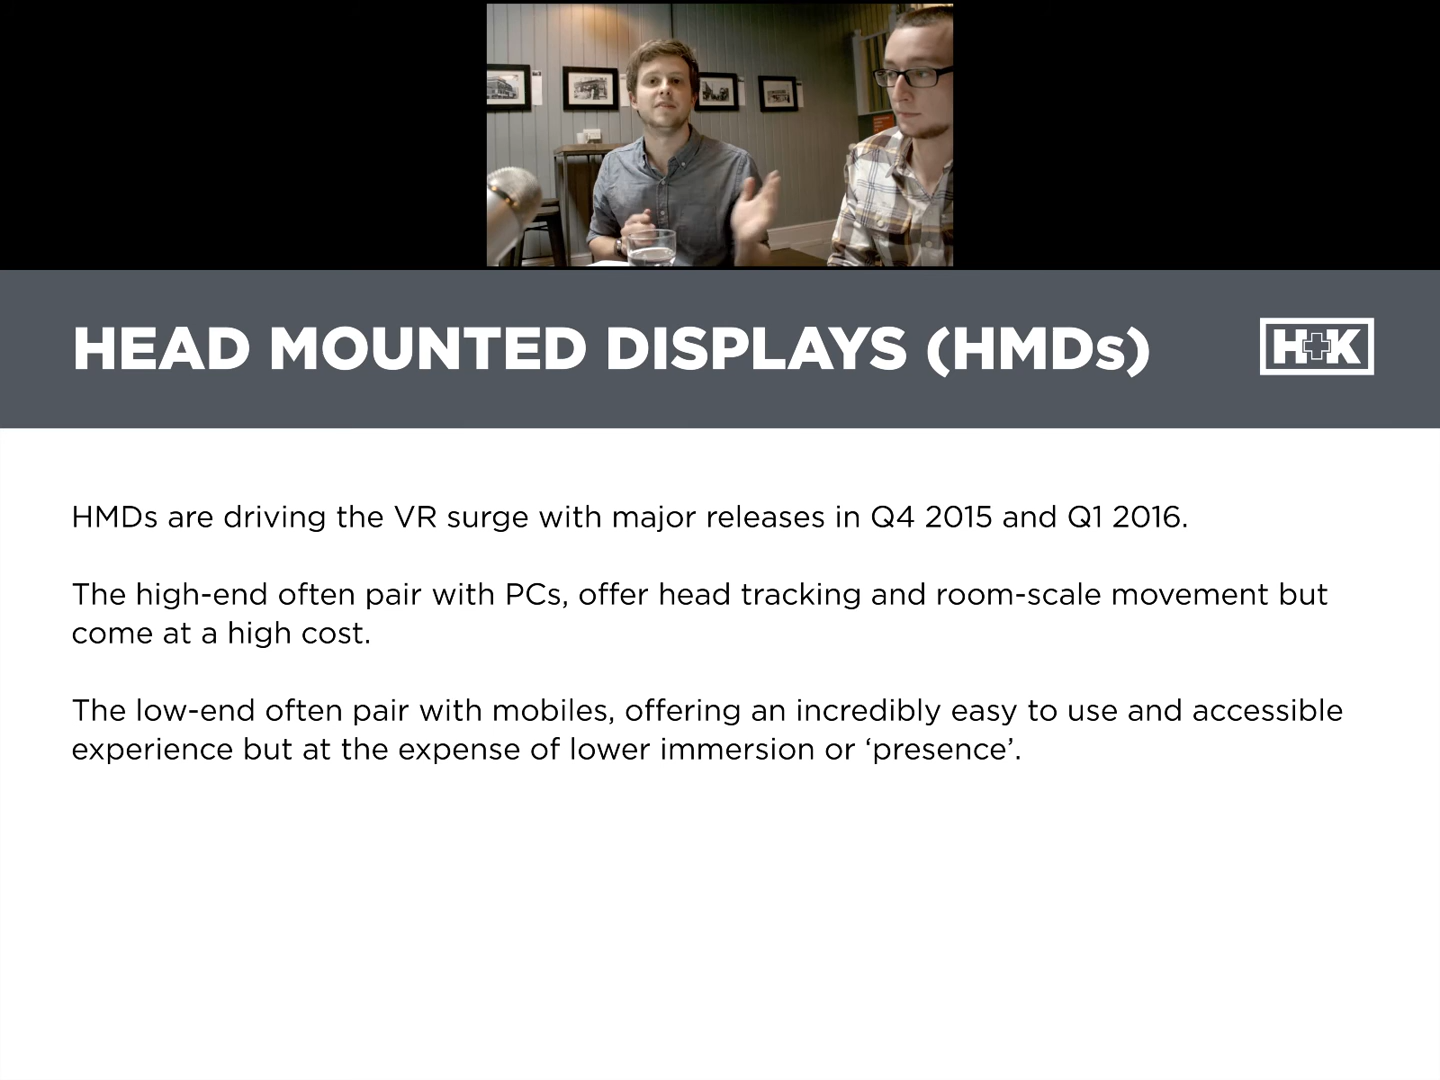 HEAD MOUNTED DISPLAYS (HMDs)
H+K
HMDs are driving the VR surge with major releases in Q4 2015 and Q1 2016.
The high-end often pair with PCs, offer head tracking and room-scale movement but
come at a high cost.
The low-end often pair with mobiles, offering an incredibly easy to use and accessible
experience but at the expense of lower immersion or ‘presence’.